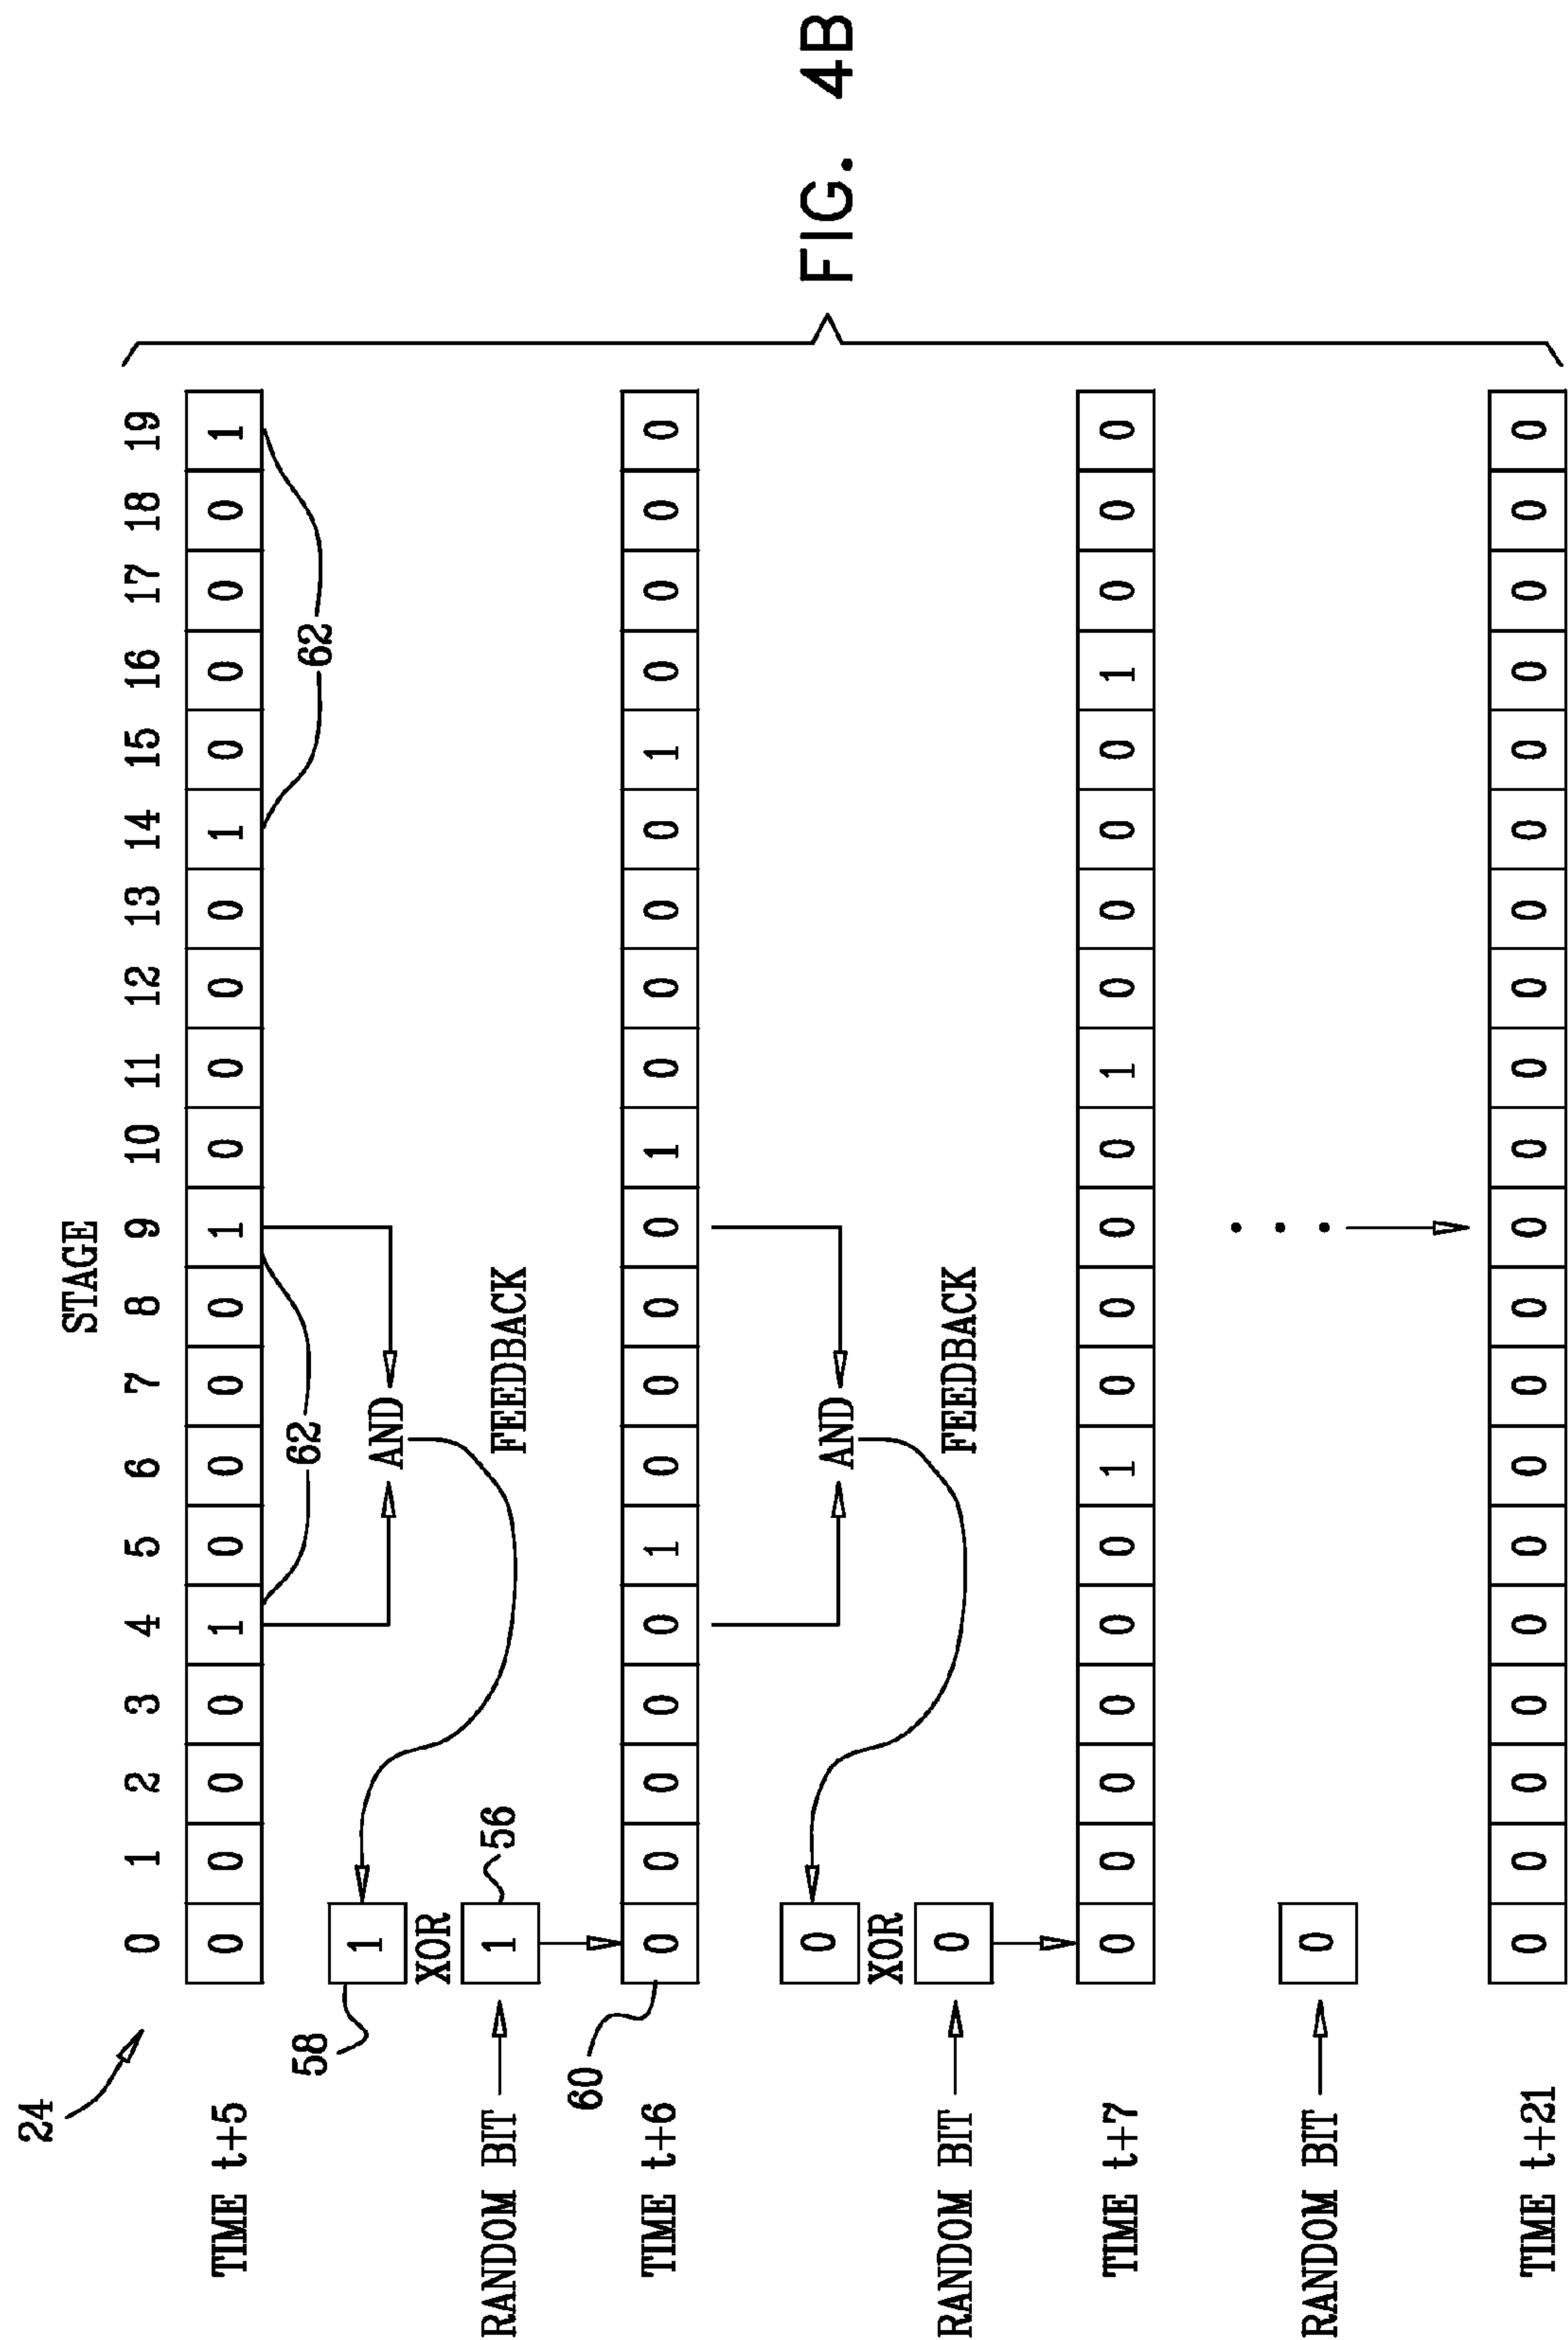 24
STAGE
0 1 2 3 4 5 6 7 8 9 10 11 12 13 14 15 16 17 18 19
TIME t+5 0 0 0 0 1 0 0 0 0 1 0 0 0 0 1 0 0 0 0 1
62 62
58 1 AND
XOR
RANDOM BIT 1 56 FEEDBACK
60
TIME t+6 0 0 0 0 0 1 0 0 0 0 1 0 0 0 0 1 0 0 0 0
0 AND
XOR
RANDOM BIT 0 FEEDBACK
TIME t+7 0 0 0 0 0 0 1 0 0 0 0 1 0 0 0 0 1 0 0 0
RANDOM BIT 0
TIME t+21 0 0 0 0 0 0 0 0 0 0 0 0 0 0 0 0 0 0 0 0
FIG. 4B